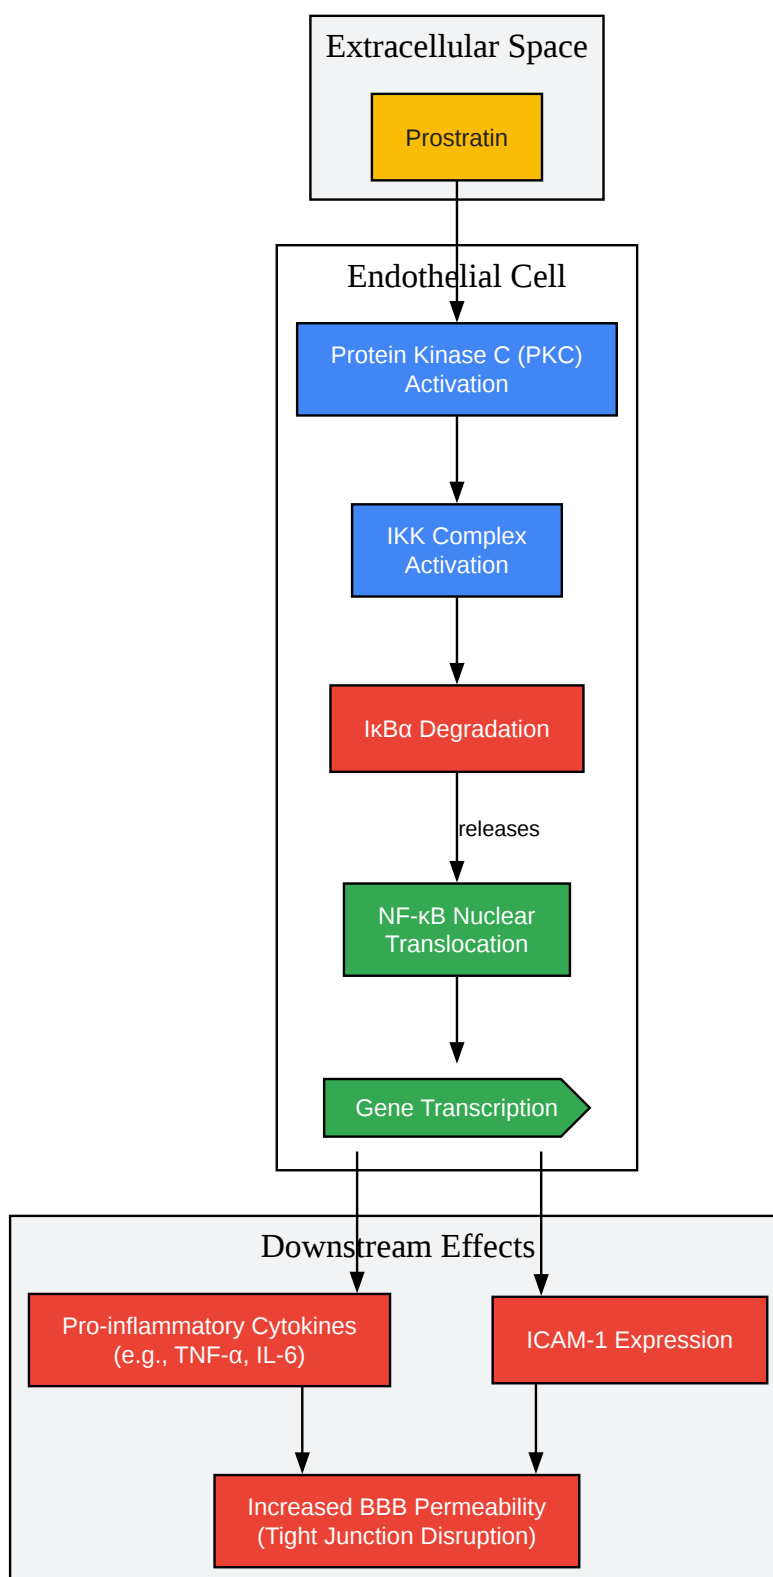 Extracellular Space
Prostratin
Endothelial Cell
Protein Kinase C (PKC)
Activation
IKK Complex
Activation
IκBα Degradation
releases
NF-κB Nuclear
Translocation
Gene Transcription
Downstream Effects
Pro-inflammatory Cytokines
(e.g., TNF-α, IL-6)
ICAM-1 Expression
Increased BBB Permeability
(Tight Junction Disruption)